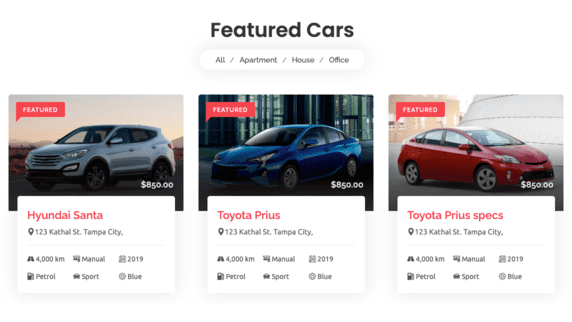 Featured Cars
All / Apartment / House / Office
FEATURED
$850.00
Hyundai Santa
123 Kathal St. Tampa City,
4,000 km Manual 2019
Petrol Sport Blue
FEATURED
$850.00
Toyota Prius
123 Kathal St. Tampa City,
4,000 km Manual 2019
Petrol Sport Blue
FEATURED
$850.00
Toyota Prius specs
123 Kathal St. Tampa City,
4,000 km Manual 2019
Petrol Sport Blue